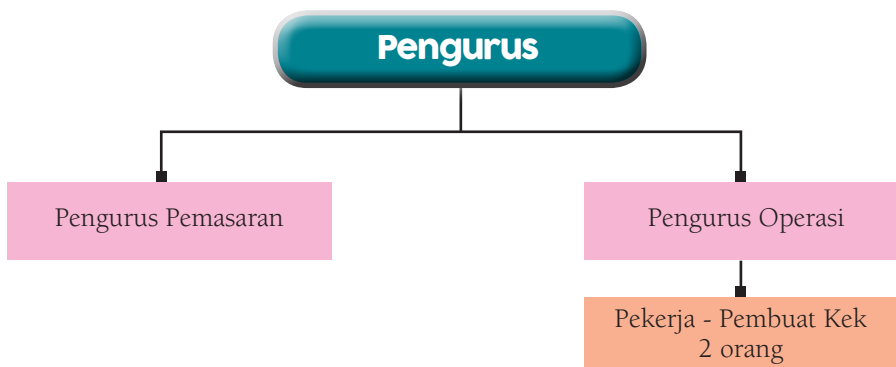 Pengurus
Pengurus Pemasaran
Pengurus Operasi
Pekerja - Pembuat Kek
2 orang